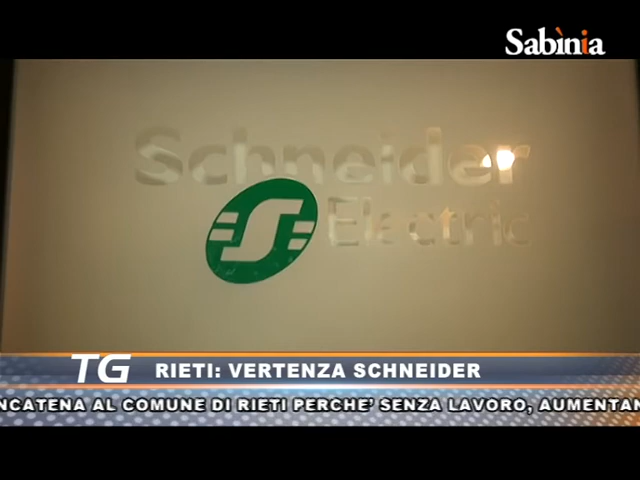 Sabìnia
Schneider
Electric
TG RIETI: VERTENZA SCHNEIDER
NCATENA AL COMUNE DI RIETI PERCHE' SENZA LAVORO, AUMENTAN